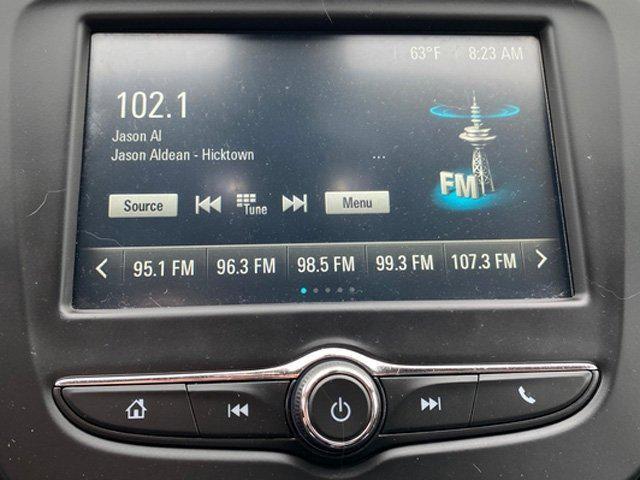 63°F 8:23 AM
102.1
Jason Al
Jason Aldean - Hicktown
...
FM
Source Tune Menu
95.1 FM 96.3 FM 98.5 FM 99.3 FM 107.3 FM